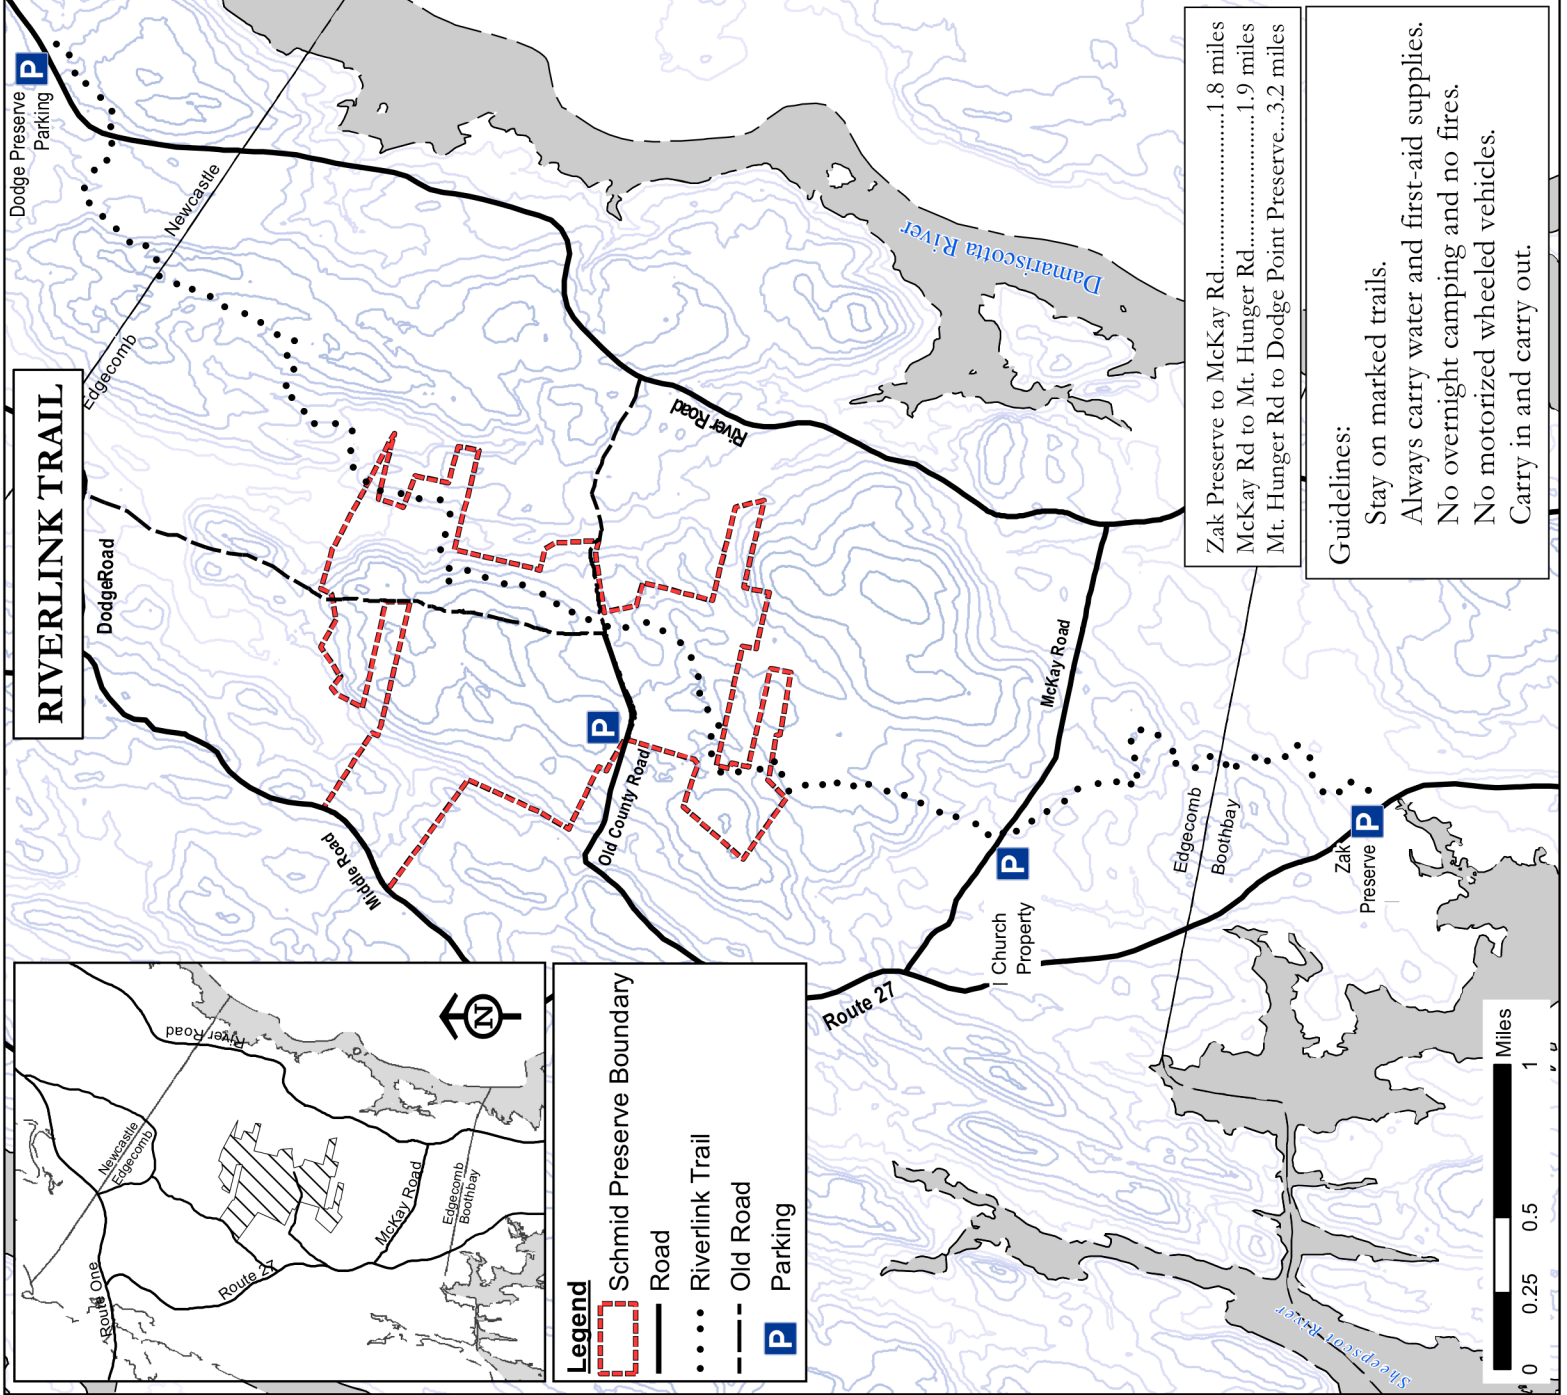 RIVERLINK TRAIL
Dodge Preserve
Parking
P
Newcastle
Edgecomb
DodgeRoad
Middle Road
Old County Road
P
River Road
Damariscotta River
McKay Road
P
Church
Property
Route 27
Edgecomb
Boothbay
Zak
Preserve
P
Sheepscot River
Route One
Newcastle
Edgecomb
River Road
Route 27
McKay Road
Edgecomb
Boothbay
N
Legend
Schmid Preserve Boundary
Road
Riverlink Trail
Old Road
P Parking
Zak Preserve to McKay Rd..............................1.8 miles
McKay Rd to Mt. Hunger Rd.........................1.9 miles
Mt. Hunger Rd to Dodge Point Preserve...3.2 miles
Guidelines:
Stay on marked trails.
Always carry water and first-aid supplies.
No overnight camping and no fires.
No motorized wheeled vehicles.
Carry in and carry out.
0 0.25 0.5 1
Miles